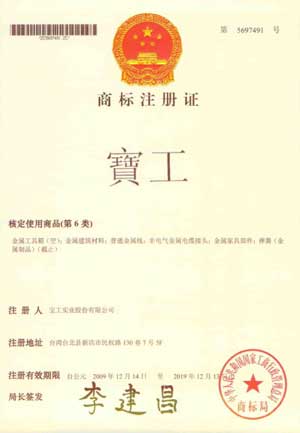 第 5697491 号
商标注册证
寳工
核定使用商品(第 6 类)
金属工具箱（空）；金属建筑材料；普通金属线；非电气金属电缆接头；金属家具部件；弹簧（金
属制品）（截止）
注 册 人 宝工实业股份有限公司
注册地址 台湾台北县新店市民权路 130 巷 7 号 5F
注册有效期限 自公元 2009 年 12 月 14 日 至 2019 年 12 月 13
局长签发 李建昌
中华人民共和国国家工商行政管理总局
商标局